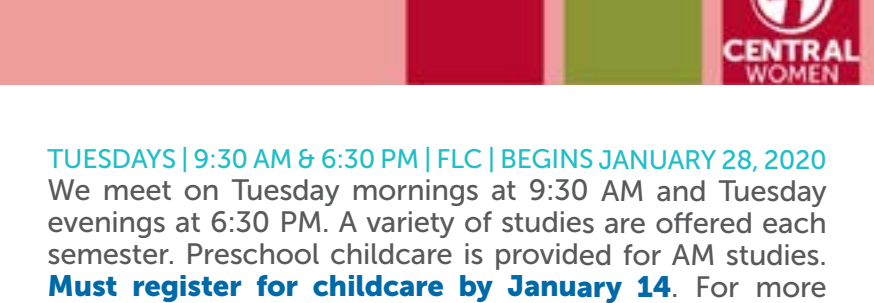 CENTRAL
WOMEN
TUESDAYS | 9:30 AM & 6:30 PM | FLC | BEGINS JANUARY 28, 2020
We meet on Tuesday mornings at 9:30 AM and Tuesday
evenings at 6:30 PM. A variety of studies are offered each
semester. Preschool childcare is provided for AM studies.
Must register for childcare by January 14. For more